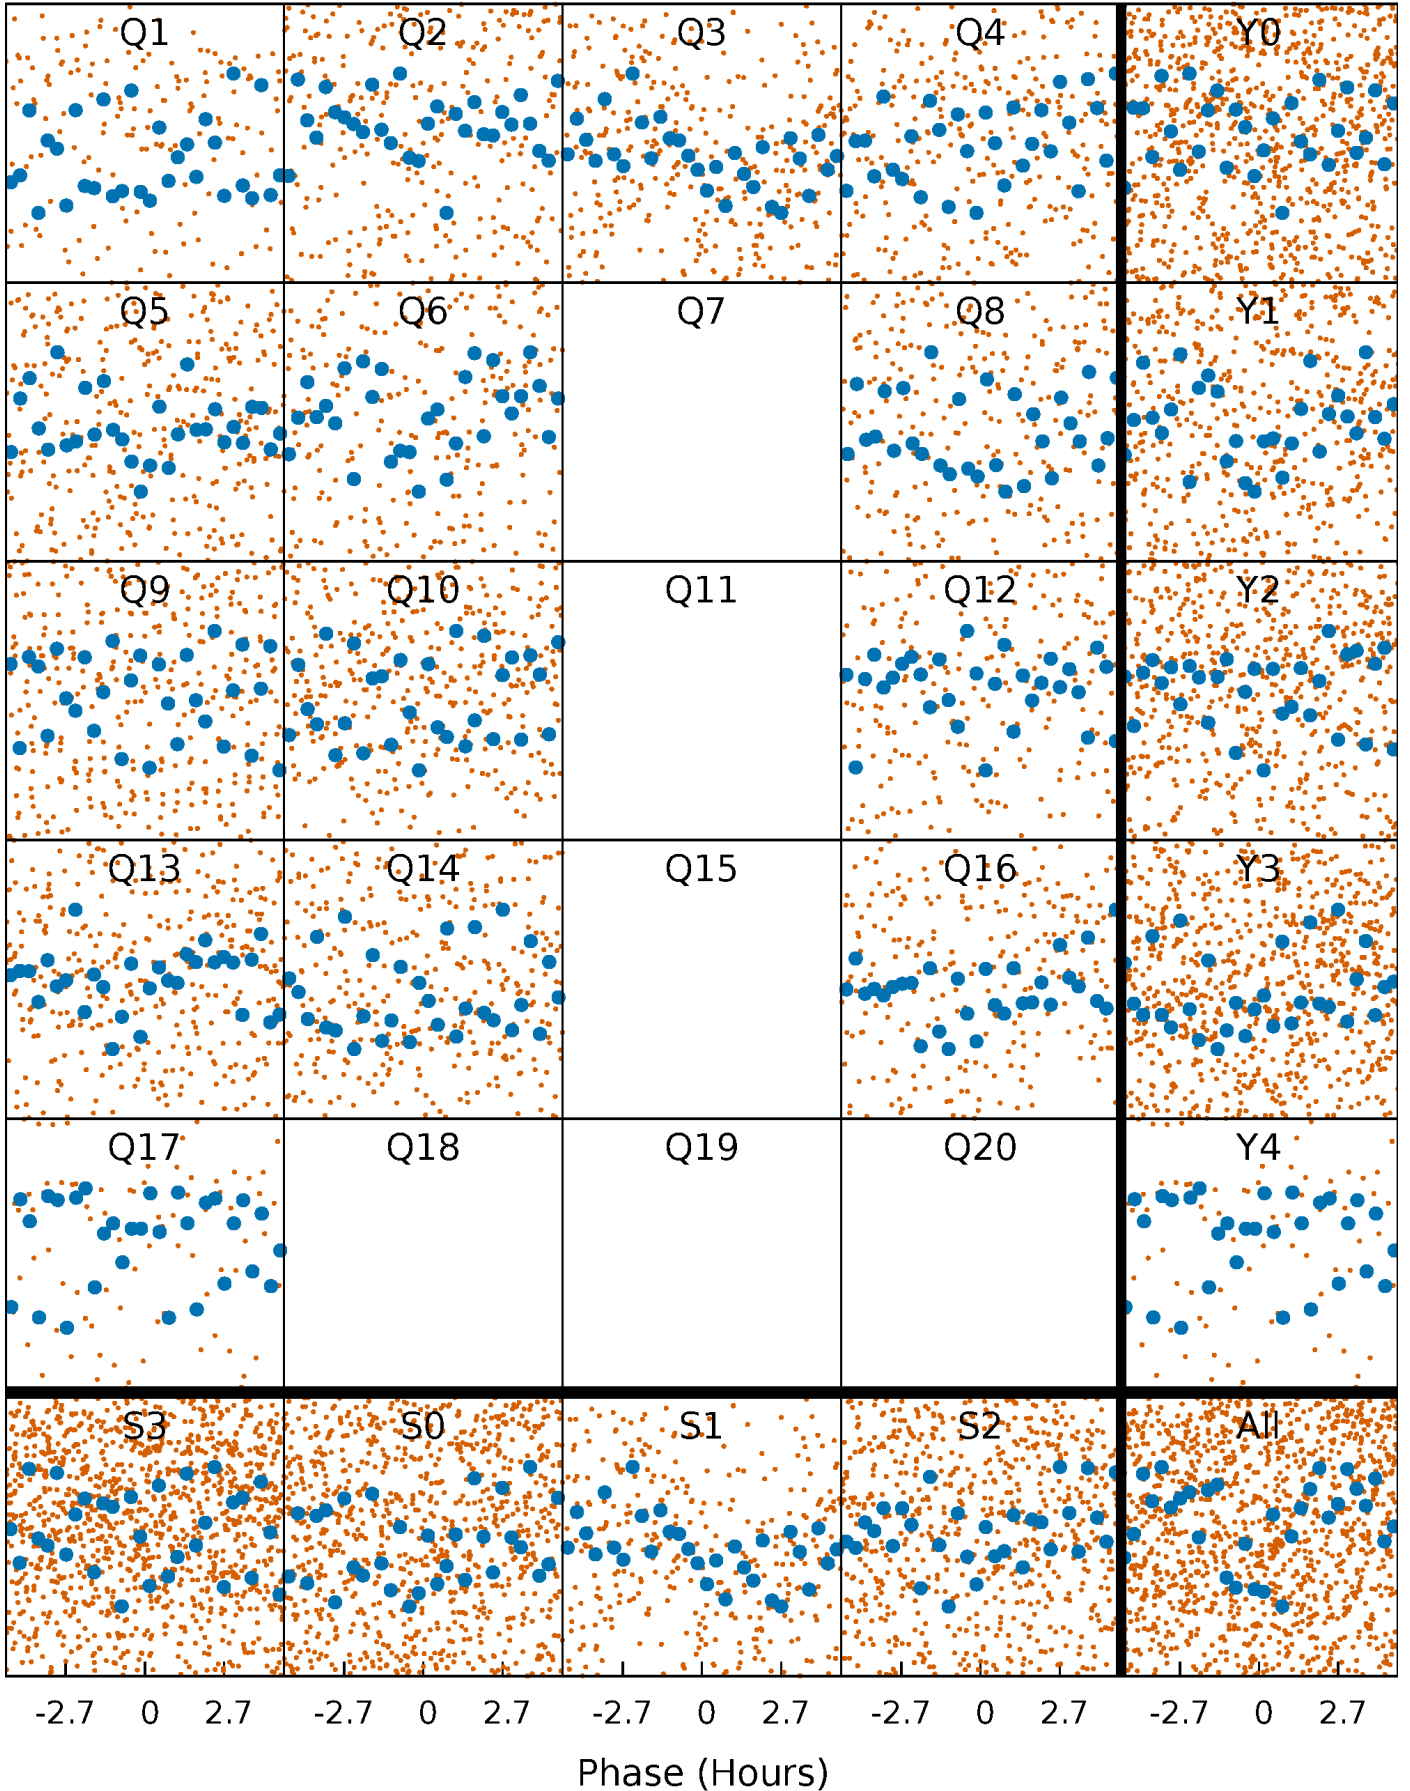 Q1 Q2 Q3 Q4 Y0
Q5 Q6 Q7 Q8 Y1
Q9 Q10 Q11 Q12 Y2
Q13 Q14 Q15 Q16 Y3
Q17 Q18 Q19 Q20 Y4
S3 S0 S1 S2 All
-2.7 0 2.7 -2.7 0 2.7 -2.7 0 2.7 -2.7 0 2.7 -2.7 0 2.7
Phase (Hours)